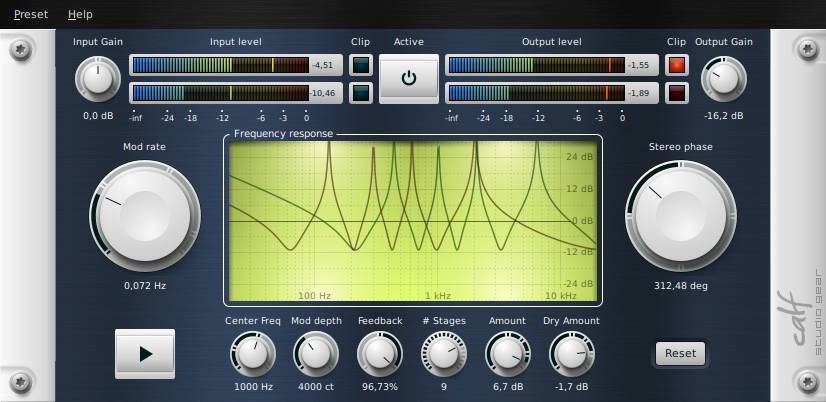 Preset Help
Input Gain Input level Clip Active Output level Clip Output Gain
-4,51 -1,55
-10,46 -1,89
-inf -24 -18 -12 -6 -3 0 -inf -24 -18 -12 -6 -3 0
0,0 dB -16,2 dB
Frequency response
Mod rate Stereo phase
24 dB
12 dB
0 dB
-12 dB
-24 dB
100 Hz 1 kHz 10 kHz
0,072 Hz 312,48 deg
Center Freq Mod depth Feedback # Stages Amount Dry Amount
Reset
1000 Hz 4000 ct 96,73% 9 6,7 dB -1,7 dB
calf
studio gear